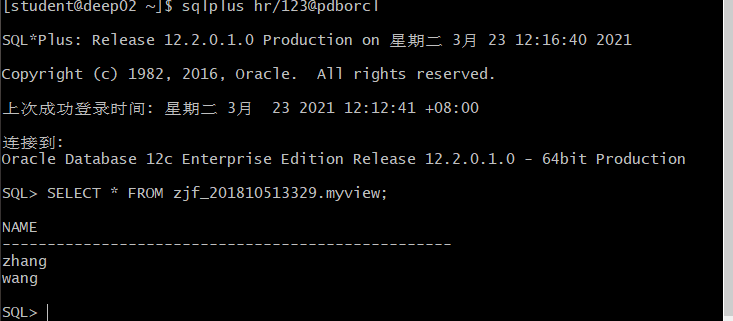 [student@deep02 ~]$ sqlplus hr/123@pdborcl
SQL*Plus: Release 12.2.0.1.0 Production on 星期二 3月 23 12:16:40 2021
Copyright (c) 1982, 2016, Oracle.  All rights reserved.
上次成功登录时间: 星期二 3月  23 2021 12:12:41 +08:00
连接到:
Oracle Database 12c Enterprise Edition Release 12.2.0.1.0 - 64bit Production
SQL> SELECT * FROM zjf_201810513329.myview;
NAME
--------------------------------------------------
zhang
wang
SQL>